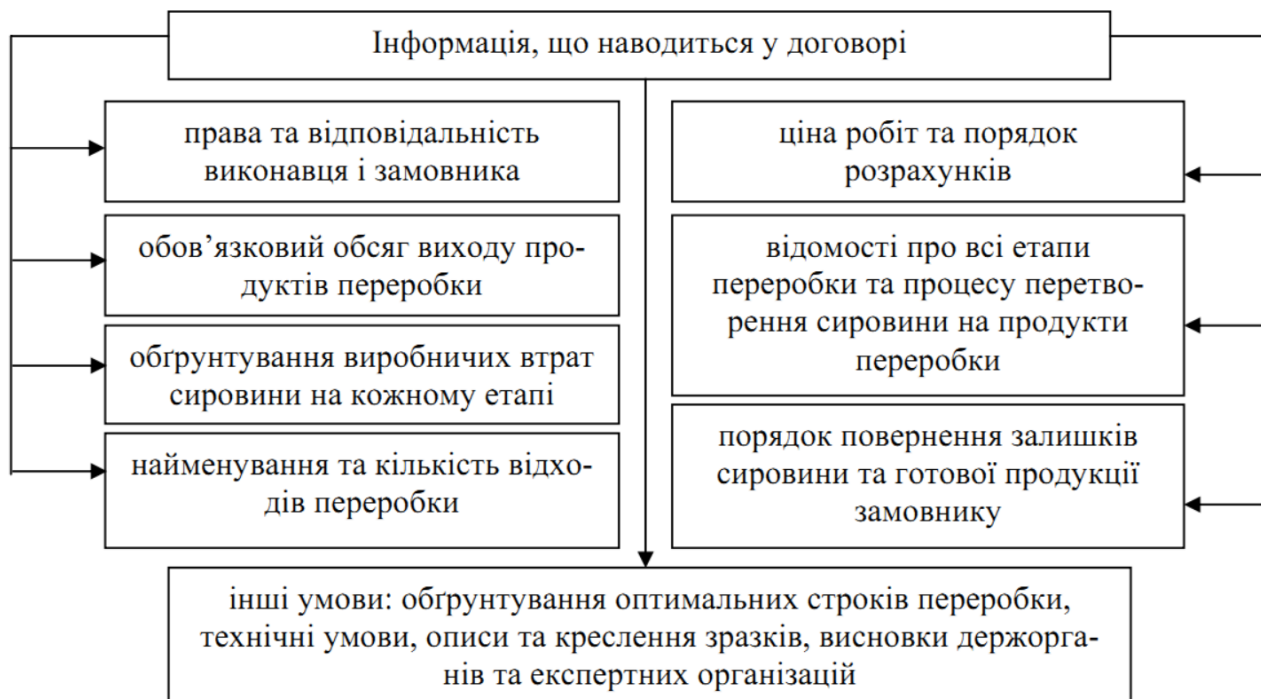 Інформація, що наводиться у договорі
права та відповідальність
виконавця і замовника
обов’язковий обсяг виходу про-
дуктів переробки
обґрунтування виробничих втрат
сировини на кожному етапі
найменування та кількість відхо-
дів переробки
ціна робіт та порядок
розрахунків
відомості про всі етапи
переробки та процесу перетво-
рення сировини на продукти
переробки
порядок повернення залишків
сировини та готової продукції
замовнику
інші умови: обґрунтування оптимальних строків переробки,
технічні умови, описи та креслення зразків, висновки держорга-
нів та експертних організацій